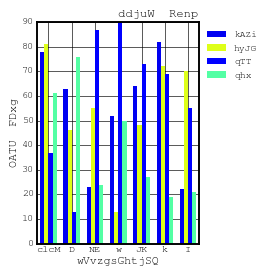 ddjuW  Renp
OATU  FDxg
90
80
70
60
50
40
30
20
10
0
clcM D NE w JK k I
wVvzgsGhtjSQ
kAZi
hyJG
qTT
qhx